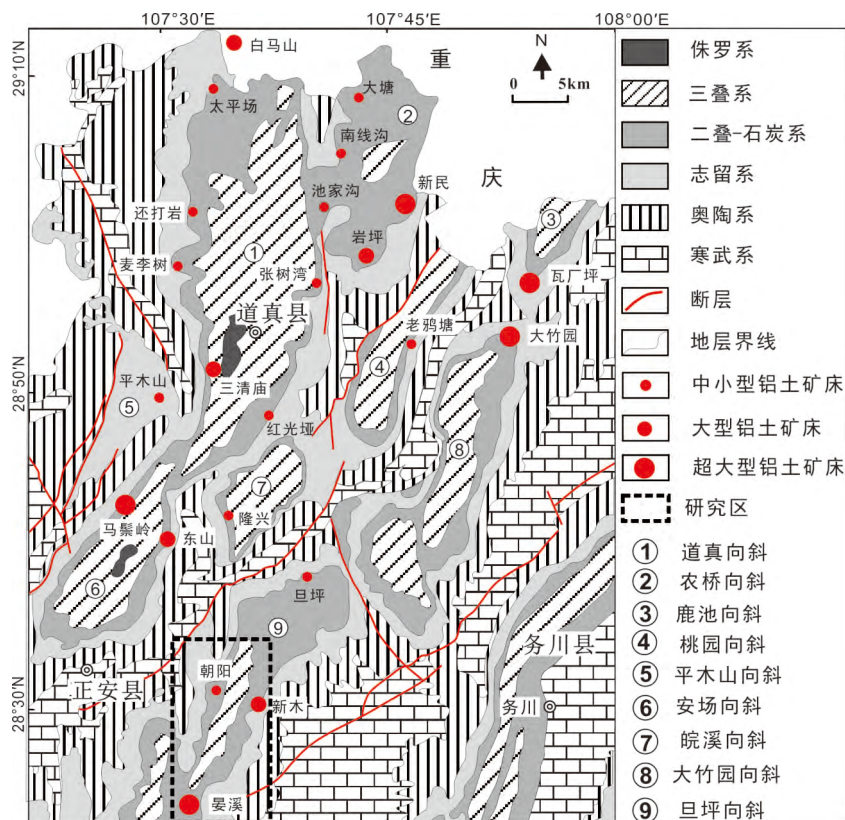 107°30′E
107°45′E
108°00′E
29°10′N
28°50′N
28°30′N
N
0 5km
重
庆
白马山
大塘
太平场
②
南线沟
新民
池家沟
还打岩
③
岩坪
①
麦李树
张树湾
瓦厂坪
道真县
老鸦塘
大竹园
三清庙
④
平木山
⑤
红光垭
⑧
⑦
马鬃岭
隆兴
东山
⑥
旦坪
⑨
务川县
朝阳
正安县
新木
务川
晏溪
侏罗系
三叠系
二叠-石炭系
志留系
奥陶系
寒武系
断层
地层界线
中小型铝土矿床
大型铝土矿床
超大型铝土矿床
研究区
① 道真向斜
② 农桥向斜
③ 鹿池向斜
④ 桃园向斜
⑤ 平木山向斜
⑥ 安场向斜
⑦ 皖溪向斜
⑧ 大竹园向斜
⑨ 旦坪向斜